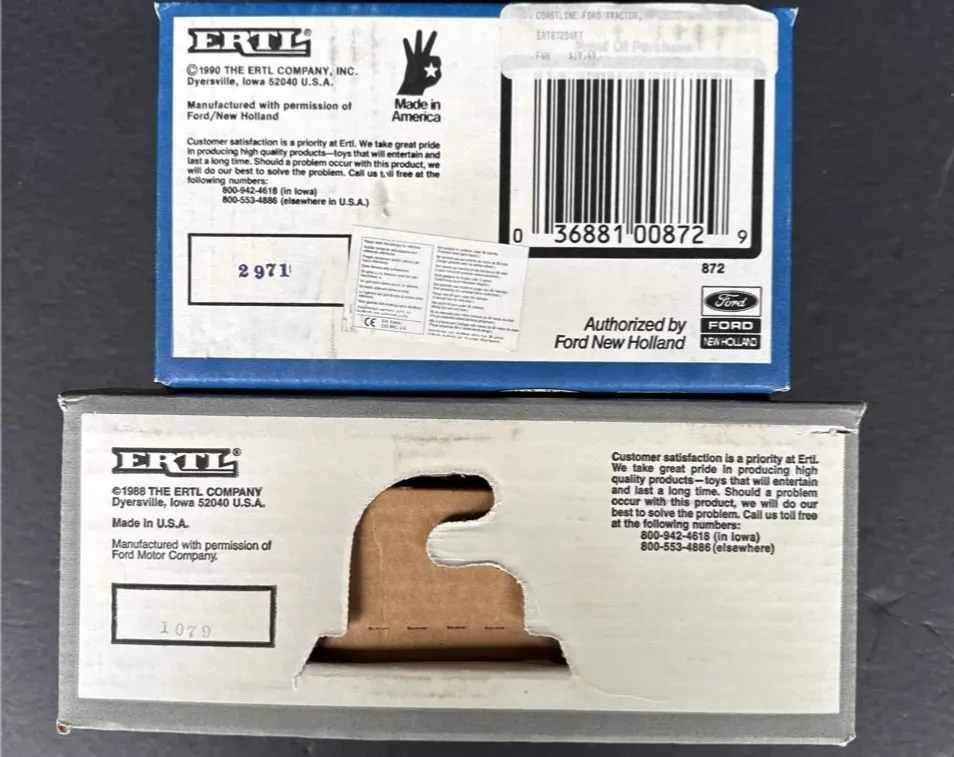 ERTL®
©1990 THE ERTL COMPANY, INC.
Dyersville, Iowa 52040 U.S.A.
Manufactured with permission of
Ford/New Holland
Made in
America
Customer satisfaction is a priority at Ertl. We take great pride
in producing high quality products—toys that will entertain and
last a long time. Should a problem occur with this product, we
will do our best to solve the problem. Call us toll free at the
following numbers:
800-942-4618 (in Iowa)
800-553-4886 (elsewhere in U.S.A.)
2971
CE
FORD TRACTOR,
Proof Of Purchase
0 36881 00872 9
872
Authorized by
Ford New Holland
Ford
FORD
NEW HOLLAND
ERTL®
©1988 THE ERTL COMPANY
Dyersville, Iowa 52040 U.S.A.
Made in U.S.A.
Manufactured with permission of
Ford Motor Company.
1079
Customer satisfaction is a priority at Ertl.
We take great pride in producing high
quality products—toys that will entertain
and last a long time. Should a problem
occur with this product, we will do our
best to solve the problem. Call us toll free
at the following numbers:
800-942-4618 (in Iowa)
800-553-4886 (elsewhere)